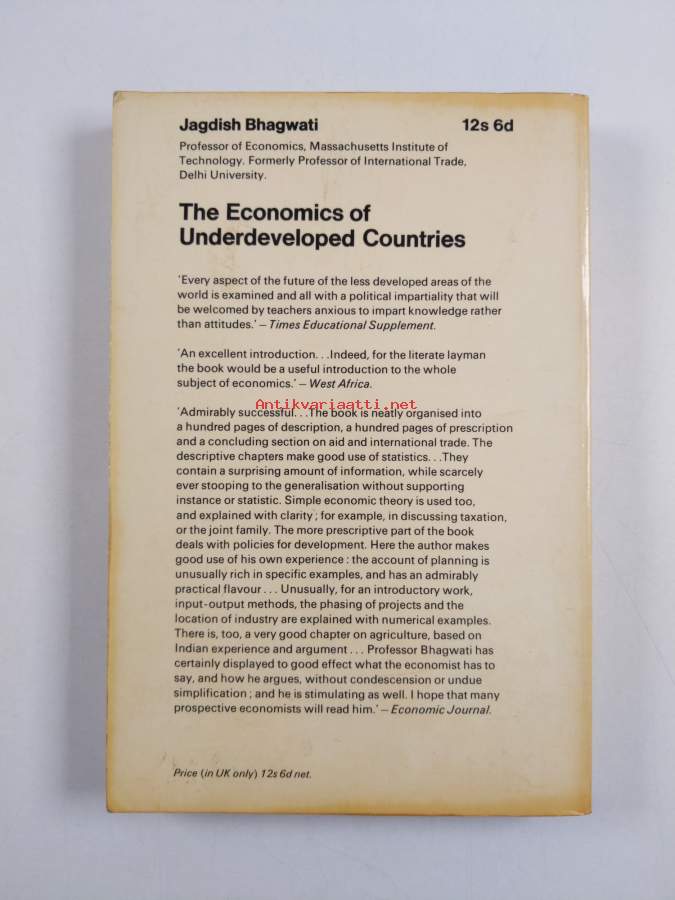 Jagdish Bhagwati 12s 6d
Professor of Economics, Massachusetts Institute of
Technology. Formerly Professor of International Trade,
Delhi University.
The Economics of
Underdeveloped Countries
'Every aspect of the future of the less developed areas of the
world is examined and all with a political impartiality that will
be welcomed by teachers anxious to impart knowledge rather
than attitudes.' – Times Educational Supplement.
'An excellent introduction...Indeed, for the literate layman
the book would be a useful introduction to the whole
subject of economics.' – West Africa.
Antikvariaatti.net
'Admirably successful...The book is neatly organised into
a hundred pages of description, a hundred pages of prescription
and a concluding section on aid and international trade. The
descriptive chapters make good use of statistics...They
contain a surprising amount of information, while scarcely
ever stooping to the generalisation without supporting
instance or statistic. Simple economic theory is used too,
and explained with clarity; for example, in discussing taxation,
or the joint family. The more prescriptive part of the book
deals with policies for development. Here the author makes
good use of his own experience: the account of planning is
unusually rich in specific examples, and has an admirably
practical flavour... Unusually, for an introductory work,
input-output methods, the phasing of projects and the
location of industry are explained with numerical examples.
There is, too, a very good chapter on agriculture, based on
Indian experience and argument... Professor Bhagwati has
certainly displayed to good effect what the economist has to
say, and how he argues, without condescension or undue
simplification; and he is stimulating as well. I hope that many
prospective economists will read him.' – Economic Journal.
Price (in UK only) 12s 6d net.